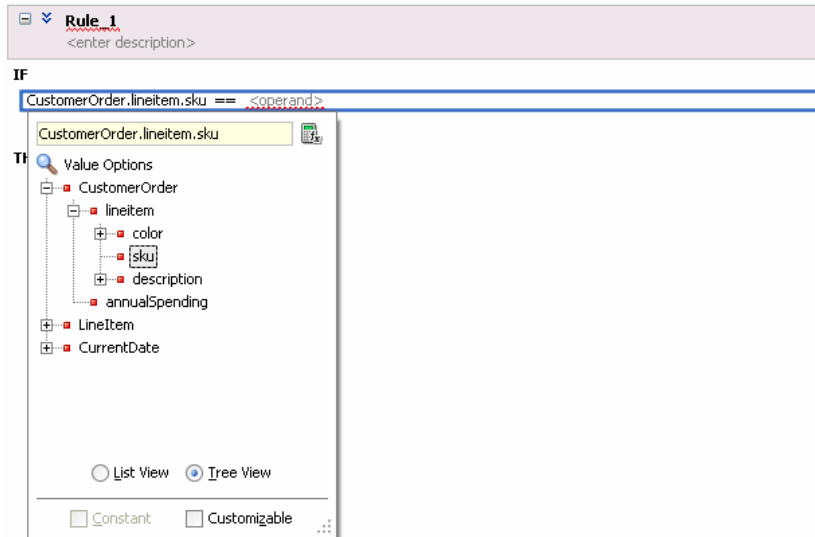 Rule_1
<enter description>
IF
CustomerOrder.lineitem.sku == <operand>
CustomerOrder.lineitem.sku
TH
Value Options
CustomerOrder
lineitem
color
sku
description
annualSpending
LineItem
CurrentDate
List View Tree View
Constant Customizable